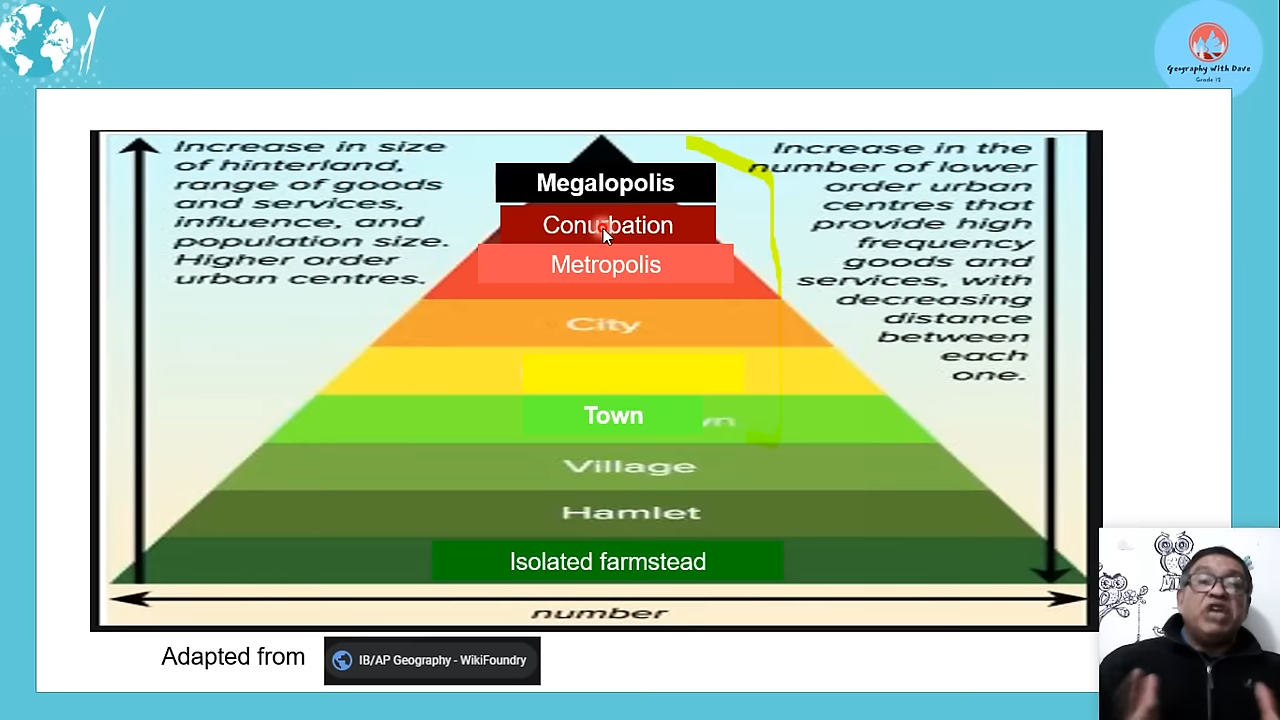 Geography With Dave
Grade 12
Increase in size
of hinterland,
range of goods
and services,
influence, and
population size.
Higher order
urban centres.
Megalopolis
Conurbation
Metropolis
City
Town
Village
Hamlet
Isolated farmstead
number
Increase in the
number of lower
order urban
centres that
provide high
frequency
goods and
services, with
decreasing
distance
between
each
one.
Adapted from
IB/AP Geography - WikiFoundry